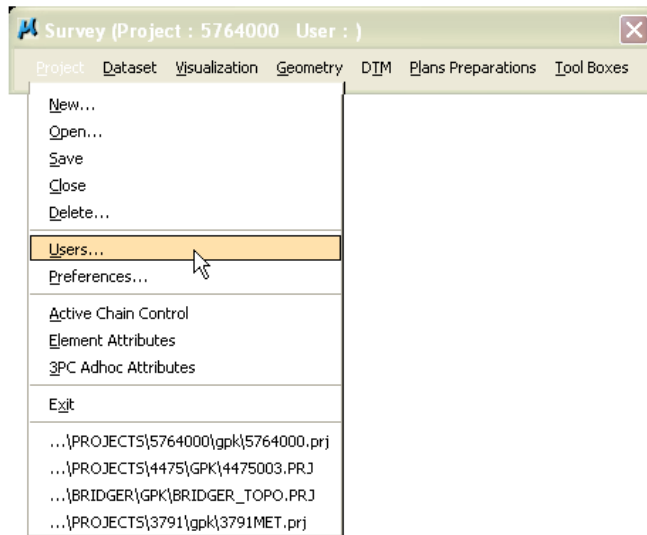 Survey (Project : 5764000 User : )
Project Dataset Visualization Geometry DTM Plans Preparations Tool Boxes
New...
Open...
Save
Close
Delete...
Users...
Preferences...
Active Chain Control
Element Attributes
3PC Adhoc Attributes
Exit
...\PROJECTS\5764000\gpk\5764000.prj
...\PROJECTS\4475\GPK\4475003.PRJ
...\BRIDGER\GPK\BRIDGER_TOPO.PRJ
...\PROJECTS\3791\gpk\3791MET.prj